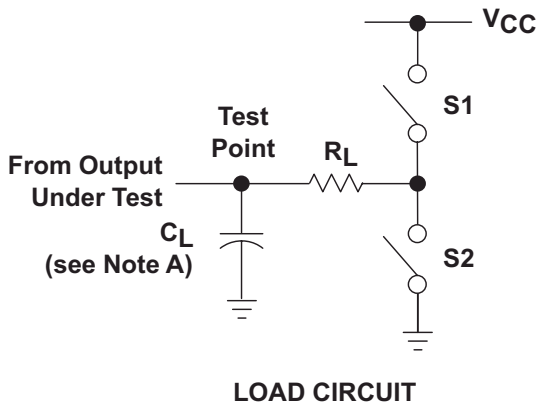 VCC
S1
Test
Point
RL
From Output
Under Test
CL
(see Note A)
S2
LOAD CIRCUIT